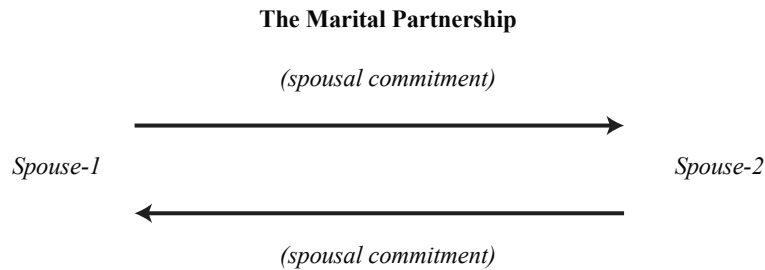 The Marital Partnership
(spousal commitment)
Spouse-1
Spouse-2
(spousal commitment)